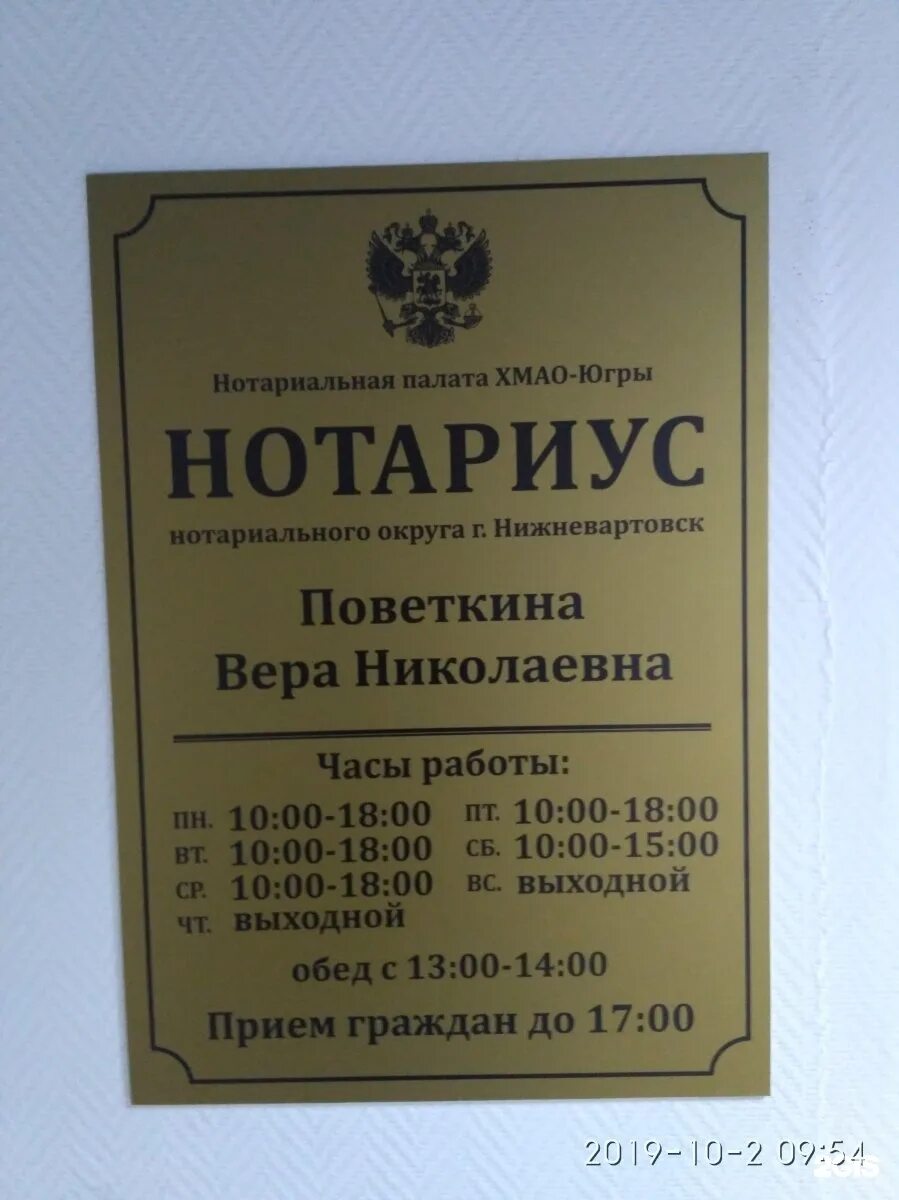 Нотариальная палата ХМАО-Югры
НОТАРИУС
нотариального округа г. Нижневартовск
Поветкина
Вера Николаевна
Часы работы:
ПН. 10:00-18:00
ВТ. 10:00-18:00
СР. 10:00-18:00
ЧТ. ВЫХОДНОЙ
ПТ. 10:00-18:00
СБ. 10:00-15:00
ВС. ВЫХОДНОЙ
обед с 13:00-14:00
Прием граждан до 17:00
2019-10-2 09:54
2GIS